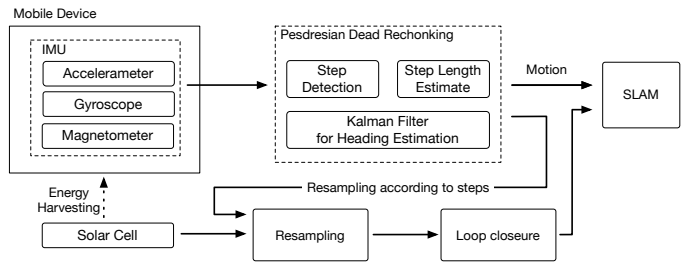 Mobile Device
IMU
Accelerameter
Gyroscope
Magnetometer
Pesdresian Dead Rechonking
Step
Detection
Step Length
Estimate
Kalman Filter
for Heading Estimation
Motion
SLAM
Energy
Harvesting
Resampling according to steps
Solar Cell
Resampling
Loop closeure